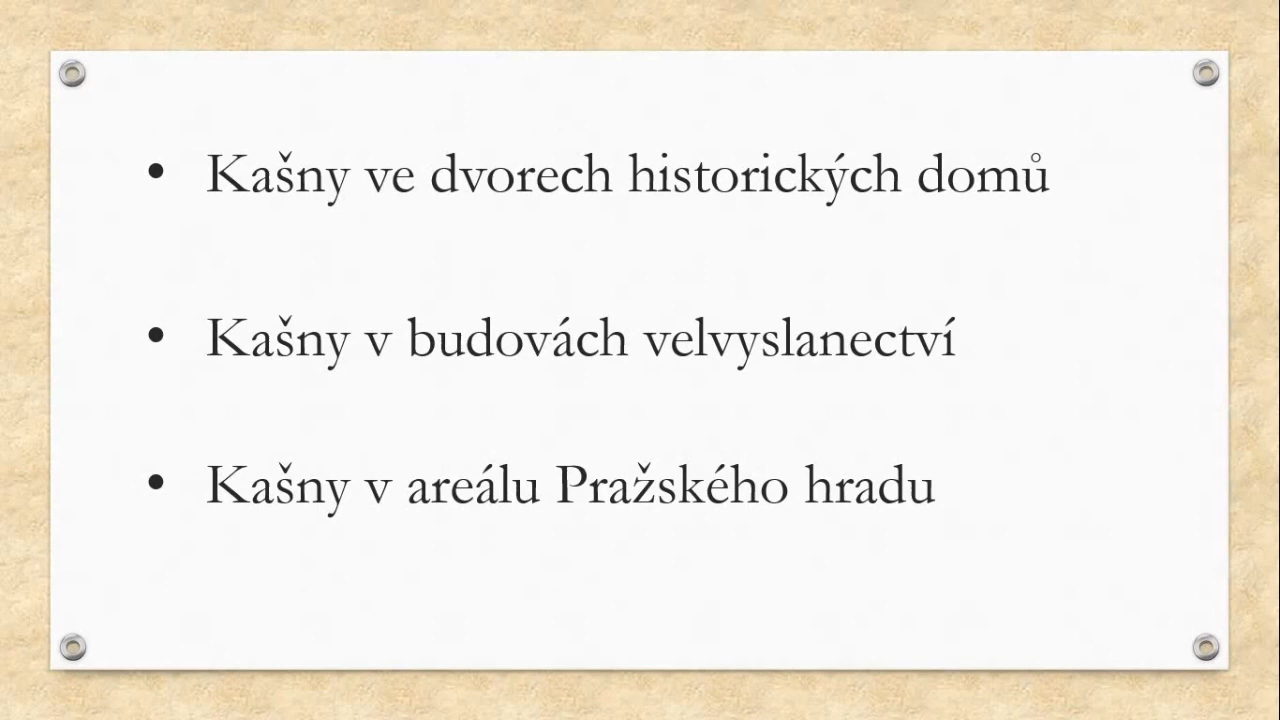 • Kašny ve dvorech historických domů
• Kašny v budovách velvyslanectví
• Kašny v areálu Pražského hradu